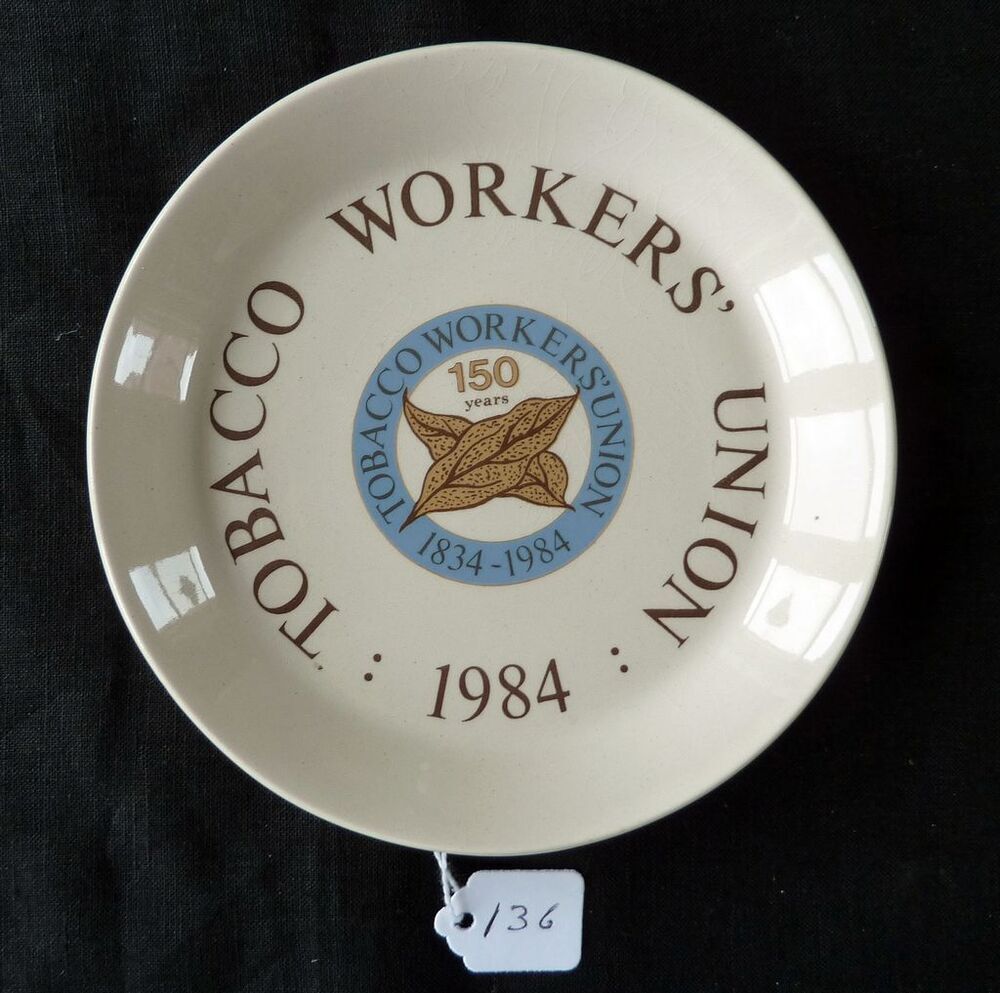 TOBACCO WORKERS' UNION
: 1984 :
TOBACCO WORKERS' UNION
150
years
1834-1984
136